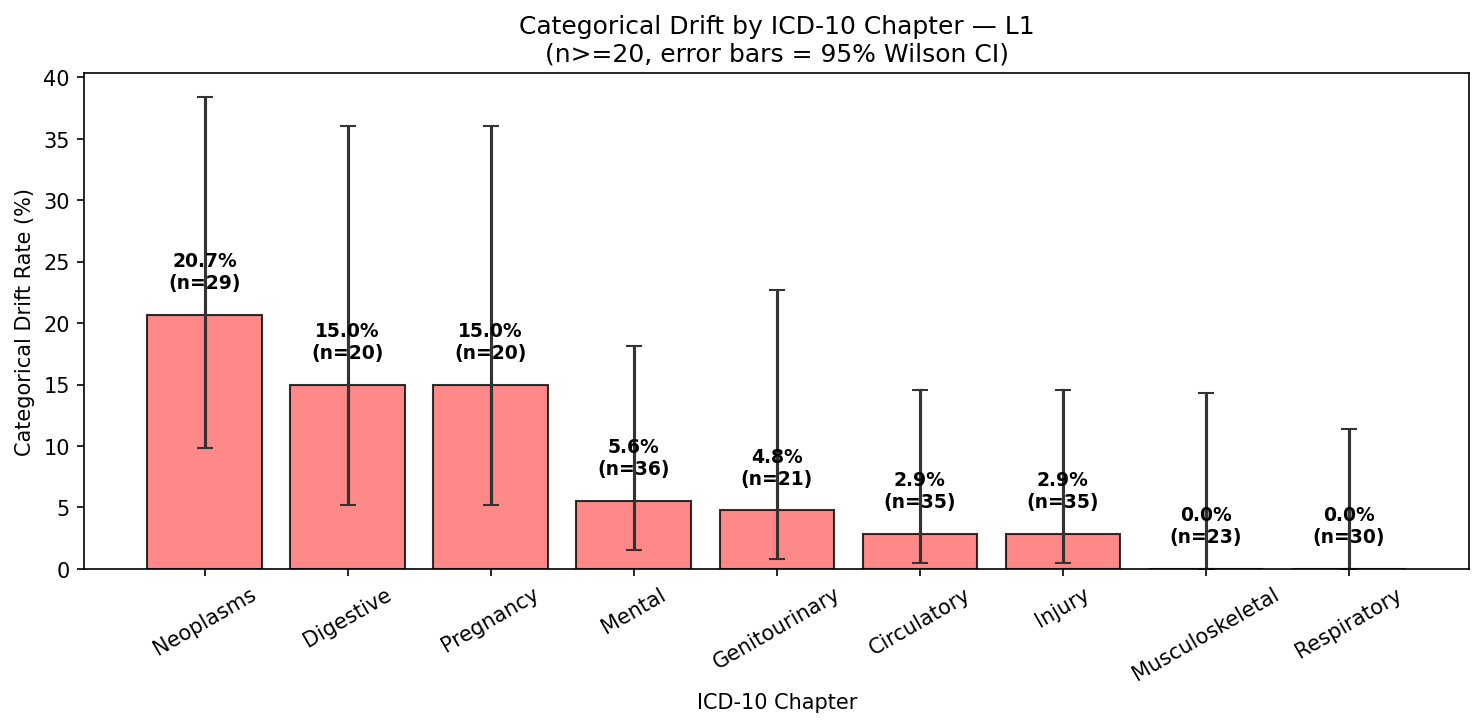 Categorical Drift by ICD-10 Chapter — L1
(n>=20, error bars = 95% Wilson CI)
Categorical Drift Rate (%)
40
35
30
25
20
15
10
5
0
20.7%
(n=29)
15.0%
(n=20)
15.0%
(n=20)
5.6%
(n=36)
4.8%
(n=21)
2.9%
(n=35)
2.9%
(n=35)
0.0%
(n=23)
0.0%
(n=30)
Neoplasms
Digestive
Pregnancy
Mental
Genitourinary
Circulatory
Injury
Musculoskeletal
Respiratory
ICD-10 Chapter